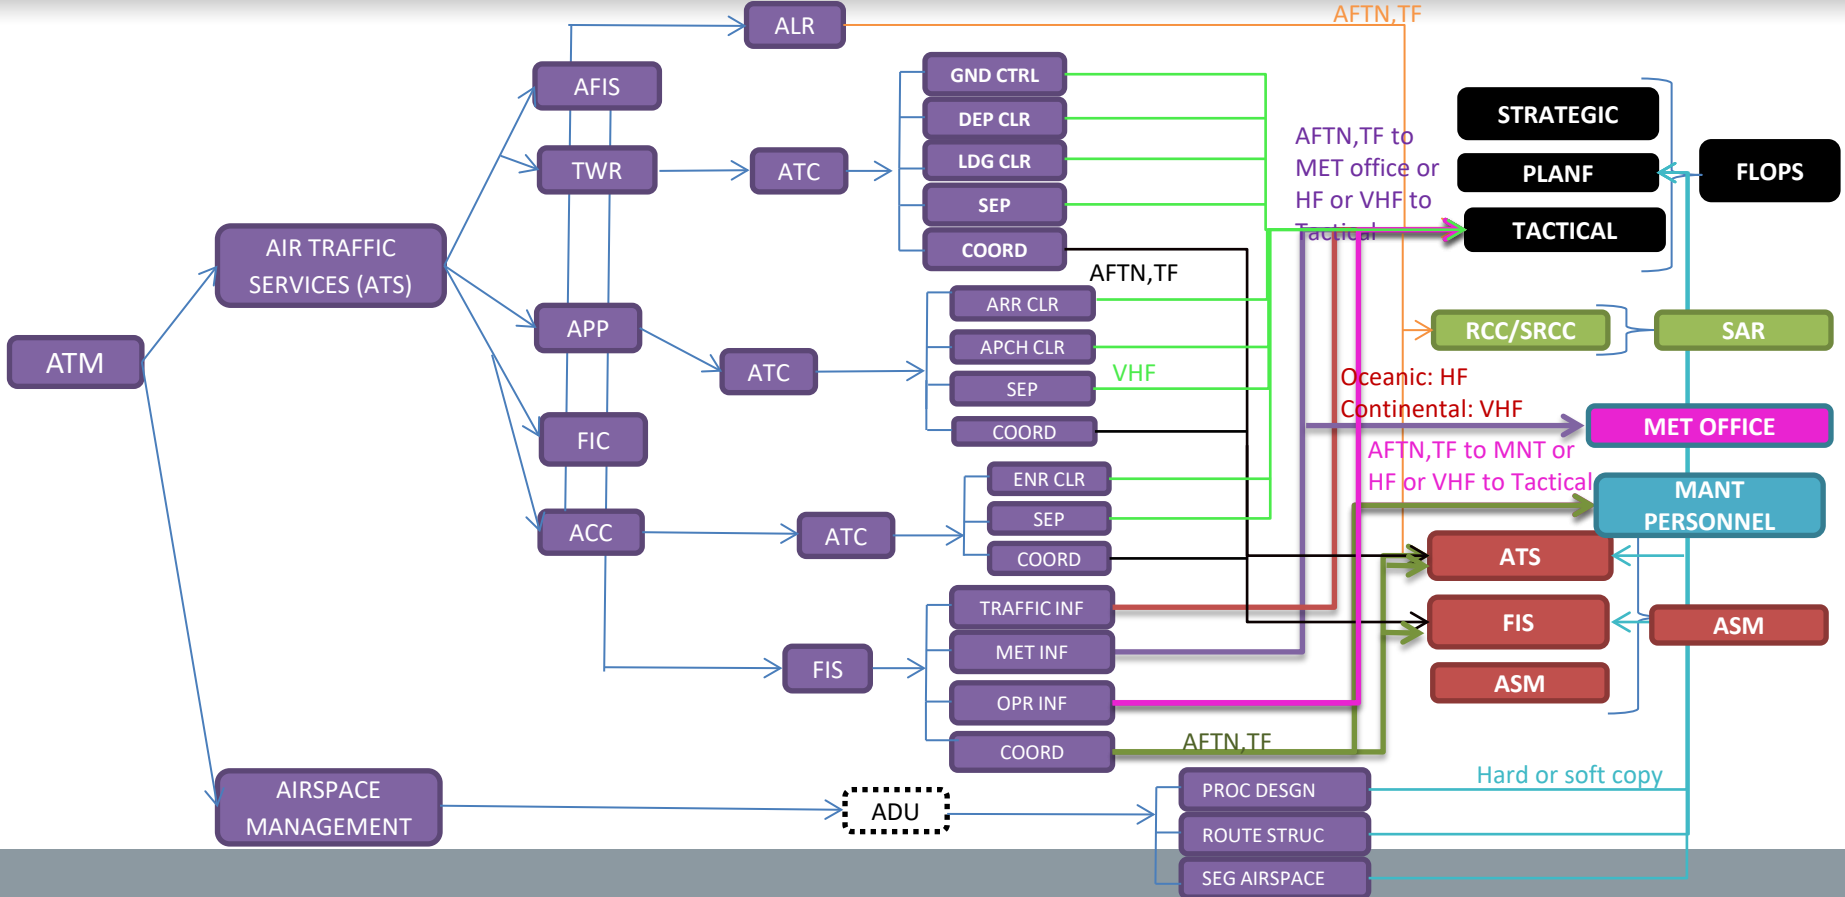 ALR
AFTN,TF
AFIS
TWR
ATC
GND CTRL
DEP CLR
LDG CLR
SEP
COORD
AFTN,TF to
MET office or
HF or VHF to
Tactical
STRATEGIC
PLANF
TACTICAL
FLOPS
AIR TRAFFIC
SERVICES (ATS)
AFTN,TF
ATM
APP
ATC
ARR CLR
APCH CLR
SEP
COORD
VHF
RCC/SRCC
SAR
Oceanic: HF
Continental: VHF
MET OFFICE
AFTN,TF to MNT or
HF or VHF to Tactical
MANT
PERSONNEL
FIC
ACC
ATC
ENR CLR
SEP
COORD
ATS
FIS
ASM
ASM
FIS
TRAFFIC INF
MET INF
OPR INF
COORD
AFTN,TF
AIRSPACE
MANAGEMENT
ADU
PROC DESGN
ROUTE STRUC
SEG AIRSPACE
Hard or soft copy